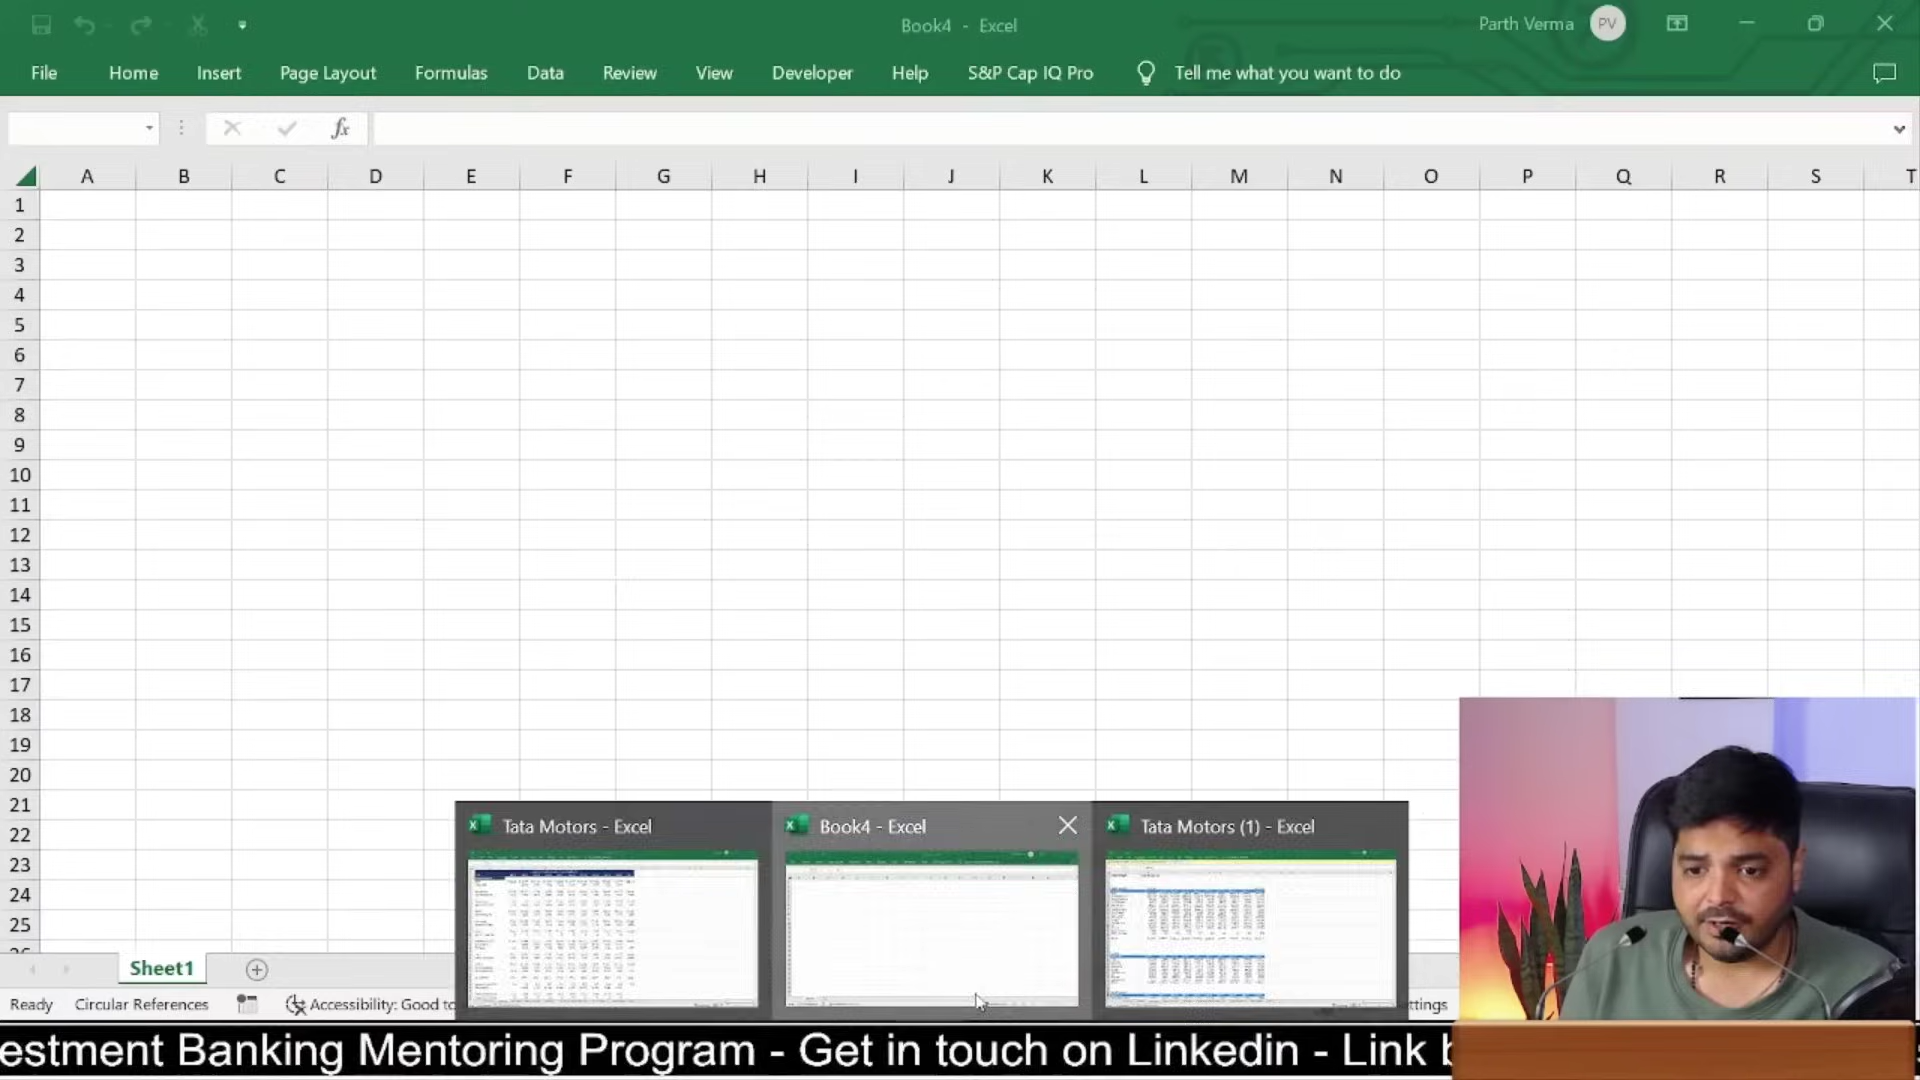 Book4 - Excel
Parth Verma PV
File Home Insert Page Layout Formulas Data Review View Developer Help S&P Cap IQ Pro Tell me what you want to do
fx
A B C D E F G H I J K L M N O P Q R S T
1
2
3
4
5
6
7
8
9
10
11
12
13
14
15
16
17
18
19
20
21
22
23
24
25
Tata Motors - Excel
Book4 - Excel
Tata Motors (1) - Excel
Sheet1
Ready Circular References Accessibility: Good to ttings
estment Banking Mentoring Program - Get in touch on Linkedin - Link b